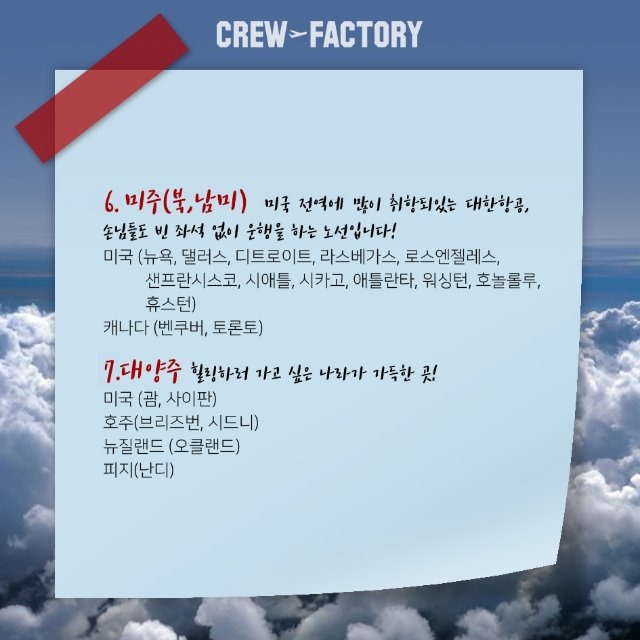 CREW FACTORY
6. 미주(북,남미) 미국 전역에 많이 취항되있는 대한항공,
손님들도 빈 좌석 없이 운행을 하는 노선입니다!
미국 (뉴욕, 댈러스, 디트로이트, 라스베가스, 로스엔젤레스,
샌프란시스코, 시애틀, 시카고, 애틀란타, 워싱턴, 호놀룰루,
휴스턴)
캐나다 (벤쿠버, 토론토)
7.대양주 힐링하러 가고 싶은 나라가 가득한 곳!
미국 (괌, 사이판)
호주(브리즈번, 시드니)
뉴질랜드 (오클랜드)
피지(난디)